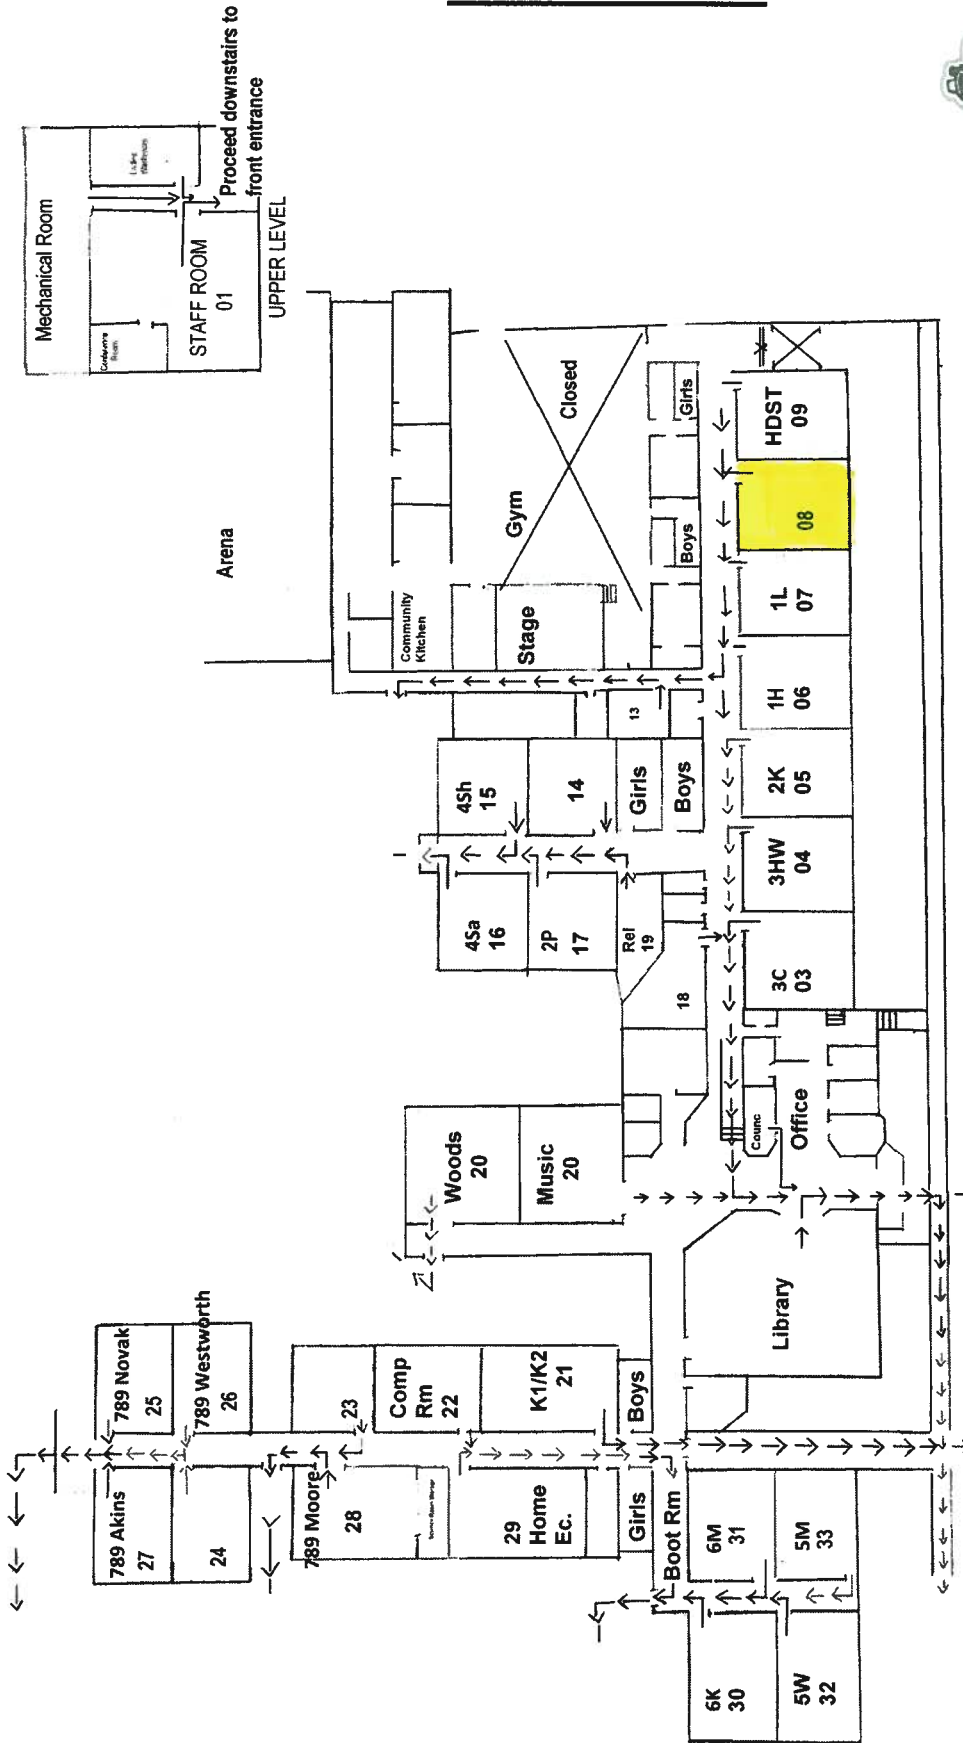 Mechanical Room
STAFF ROOM
01
Proceed downstairs to
front entrance
UPPER LEVEL
Arena
Community
Kitchen
Stage
Gym
Closed
Girls
Boys
HDST
09
08
1L
07
1H
06
2K
05
3HW
04
3C
03
13
4Sh
15
14
Girls
Boys
4Sa
16
2P
17
Rel
19
18
Counc
Office
Woods
20
Music
20
Library
789 Novak
25
789 Westworth
26
789 Akins
27
24
23
Comp
Rm
22
K1/K2
21
Boys
789 Moore
28
29
Home
Ec.
Girls
Boot Rm
6M
31
5M
33
6K
30
5W
32